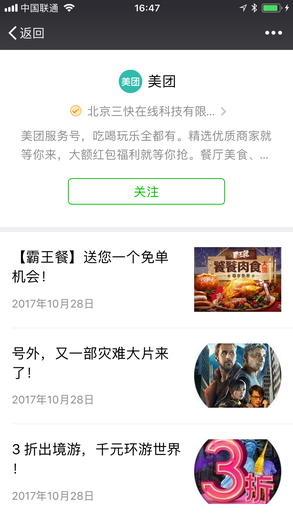 中国联通
16:47
返回
美团
美团
北京三快在线科技有限...
美团服务号，吃喝玩乐全都有。精选优质商家就
等你来，大额红包福利就等你抢。餐厅美食、...
关注
【霸王餐】送您一个免单
机会！
2017年10月28日
餮餮肉食
号外，又一部灾难大片来
了！
2017年10月28日
3 折出境游，千元环游世界
！
2017年10月28日
3折